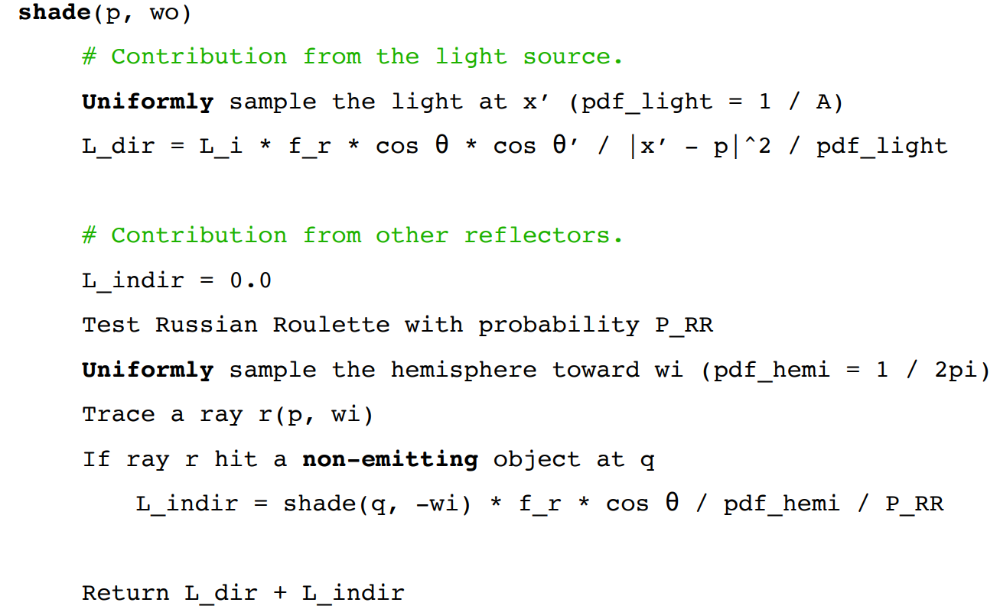 shade(p, wo)
# Contribution from the light source.
Uniformly sample the light at x′ (pdf_light = 1 / A)
L_dir = L_i * f_r * cos θ * cos θ′ / |x′ - p|^2 / pdf_light
# Contribution from other reflectors.
L_indir = 0.0
Test Russian Roulette with probability P_RR
Uniformly sample the hemisphere toward wi (pdf_hemi = 1 / 2pi)
Trace a ray r(p, wi)
If ray r hit a non-emitting object at q
L_indir = shade(q, -wi) * f_r * cos θ / pdf_hemi / P_RR
Return L_dir + L_indir